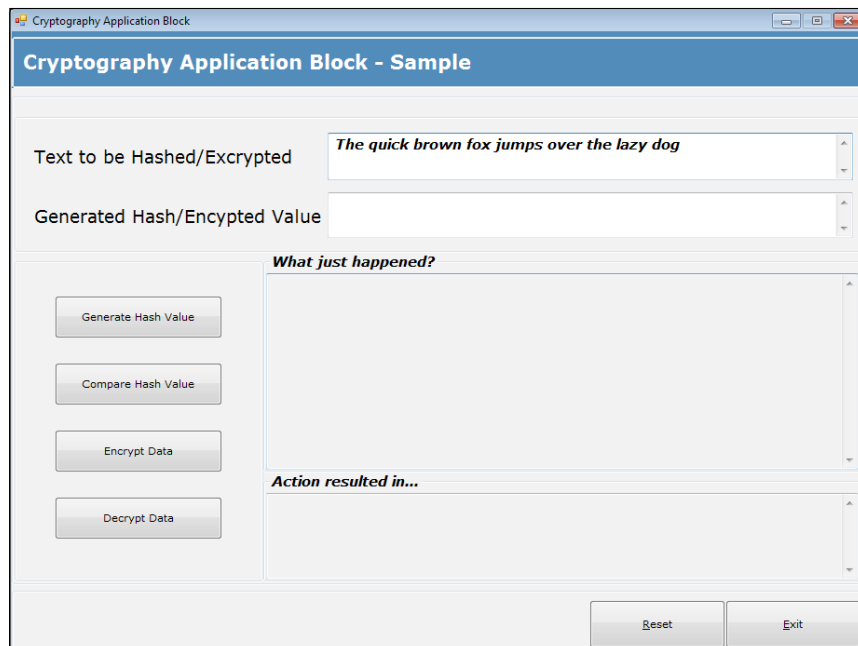 Cryptography Application Block
Cryptography Application Block - Sample
Text to be Hashed/Excrypted
The quick brown fox jumps over the lazy dog
Generated Hash/Encypted Value
What just happened?
Generate Hash Value
Compare Hash Value
Encrypt Data
Action resulted in...
Decrypt Data
Reset
Exit